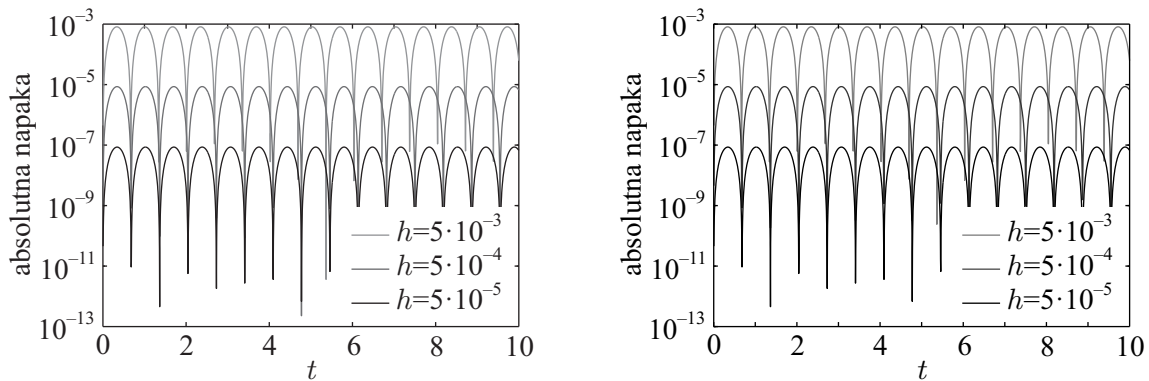 absolutna napaka
10⁻³
10⁻⁵
10⁻⁷
10⁻⁹
10⁻¹¹
10⁻¹³
h=5·10⁻³
h=5·10⁻⁴
h=5·10⁻⁵
0 2 4 6 8 10
t
absolutna napaka
10⁻³
10⁻⁵
10⁻⁷
10⁻⁹
10⁻¹¹
10⁻¹³
h=5·10⁻³
h=5·10⁻⁴
h=5·10⁻⁵
0 2 4 6 8 10
t